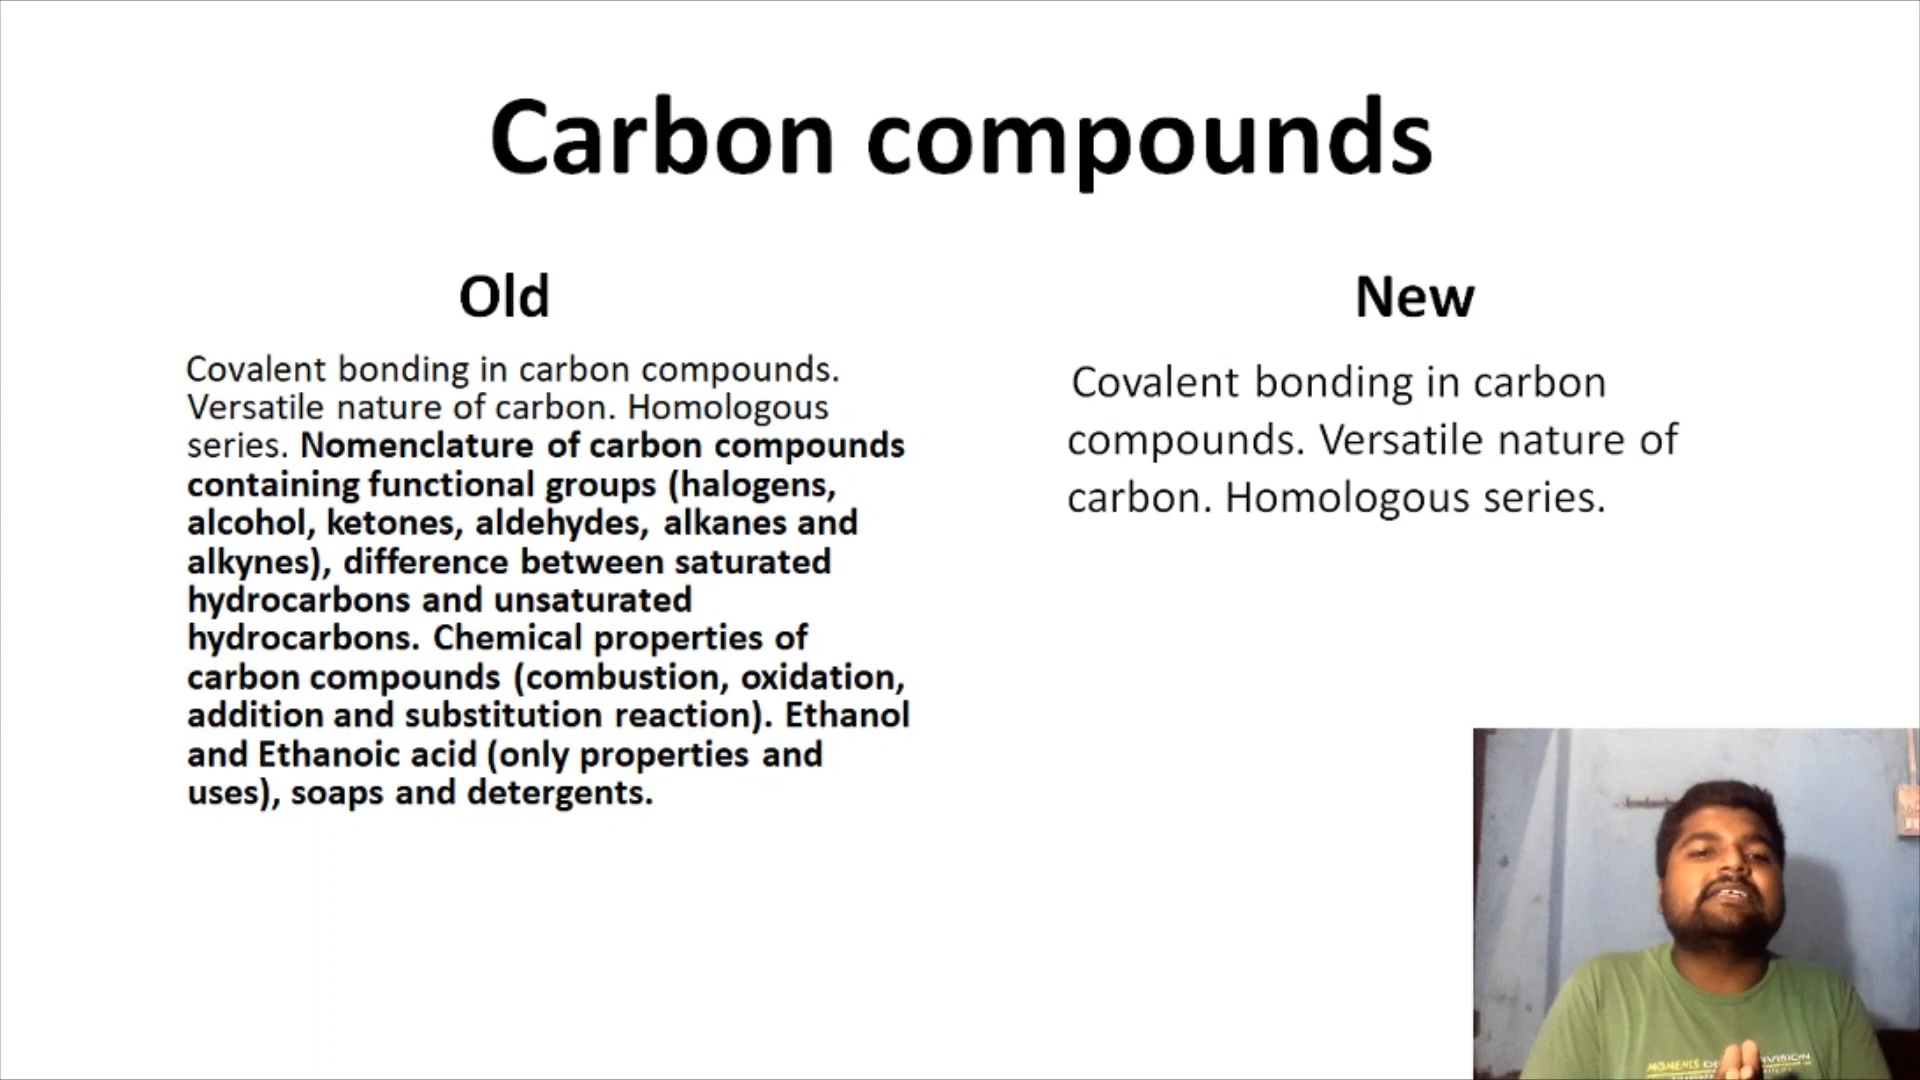 Carbon compounds
Old
Covalent bonding in carbon compounds.
Versatile nature of carbon. Homologous
series. Nomenclature of carbon compounds
containing functional groups (halogens,
alcohol, ketones, aldehydes, alkanes and
alkynes), difference between saturated
hydrocarbons and unsaturated
hydrocarbons. Chemical properties of
carbon compounds (combustion, oxidation,
addition and substitution reaction). Ethanol
and Ethanoic acid (only properties and
uses), soaps and detergents.
New
Covalent bonding in carbon
compounds. Versatile nature of
carbon. Homologous series.
MOMENTS